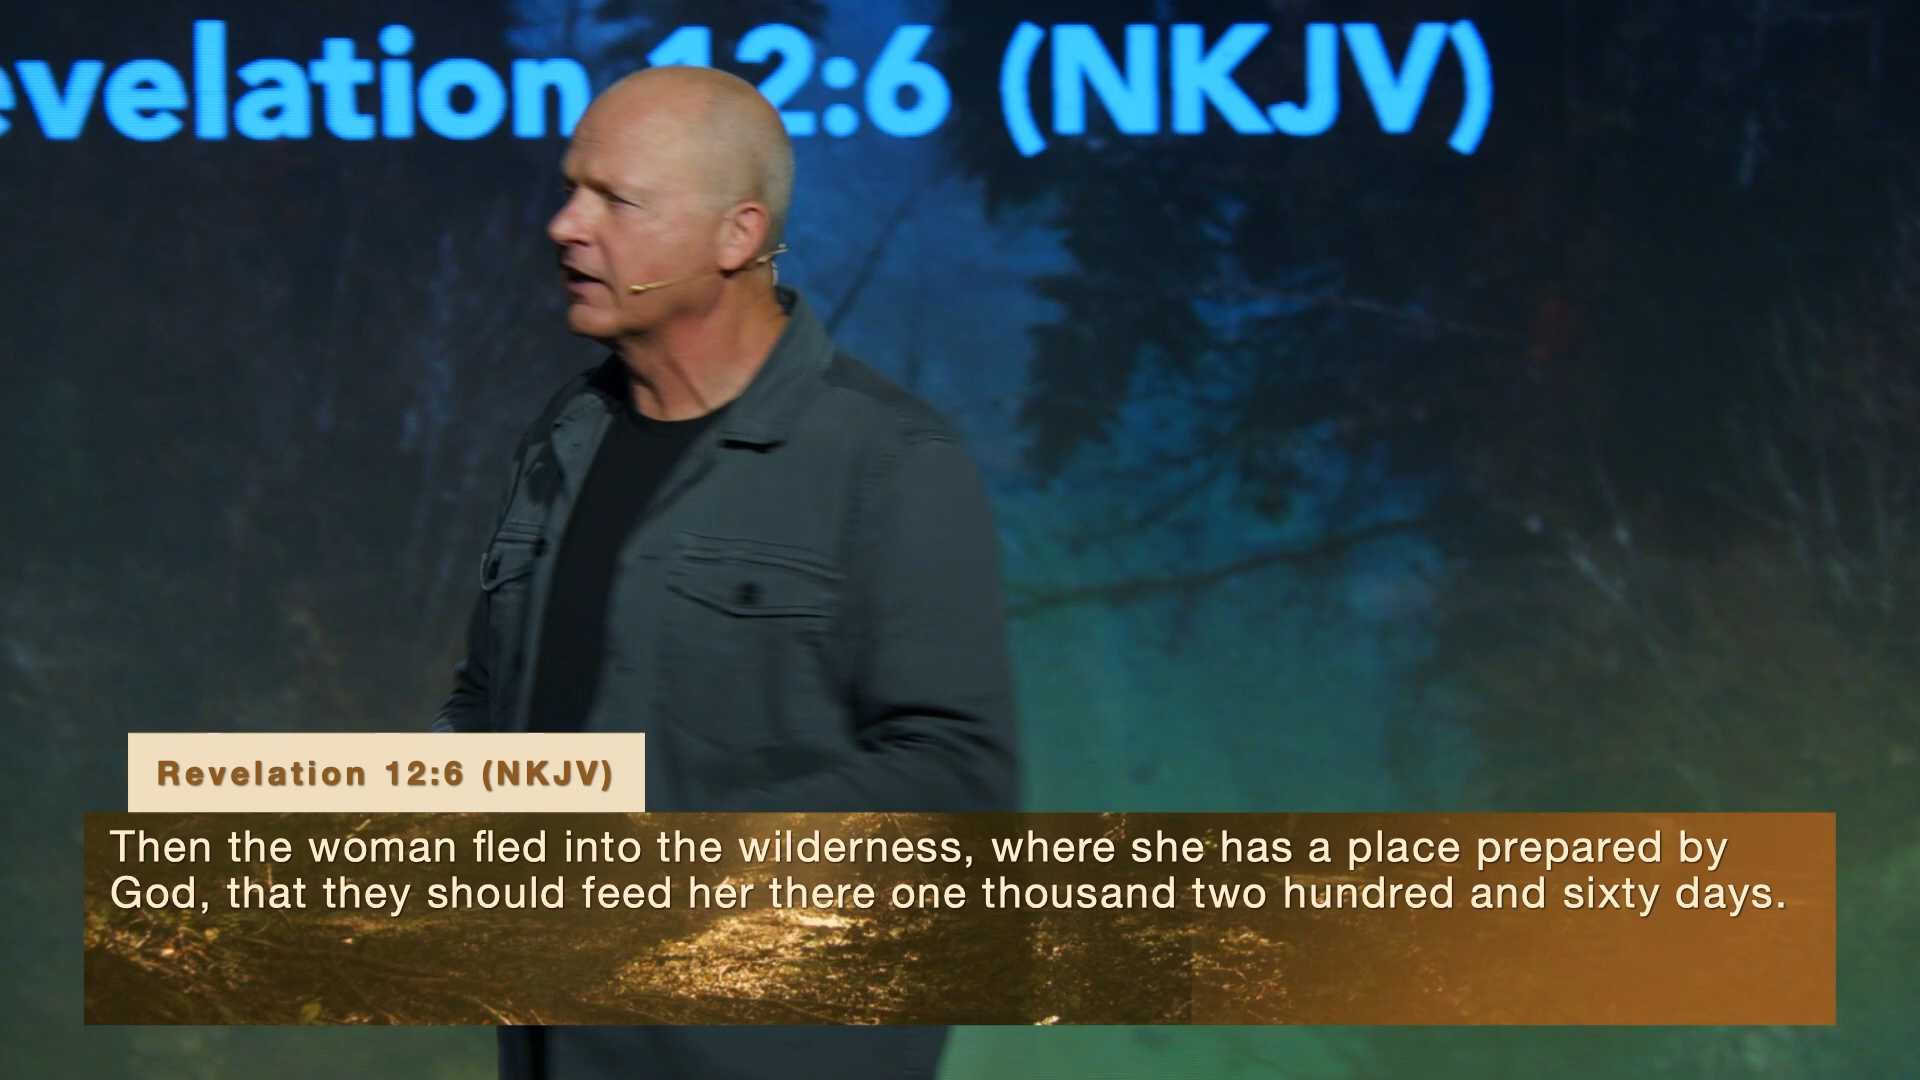 evelation 12:6 (NKJV)
Revelation 12:6 (NKJV)
Then the woman fled into the wilderness, where she has a place prepared by
God, that they should feed her there one thousand two hundred and sixty days.